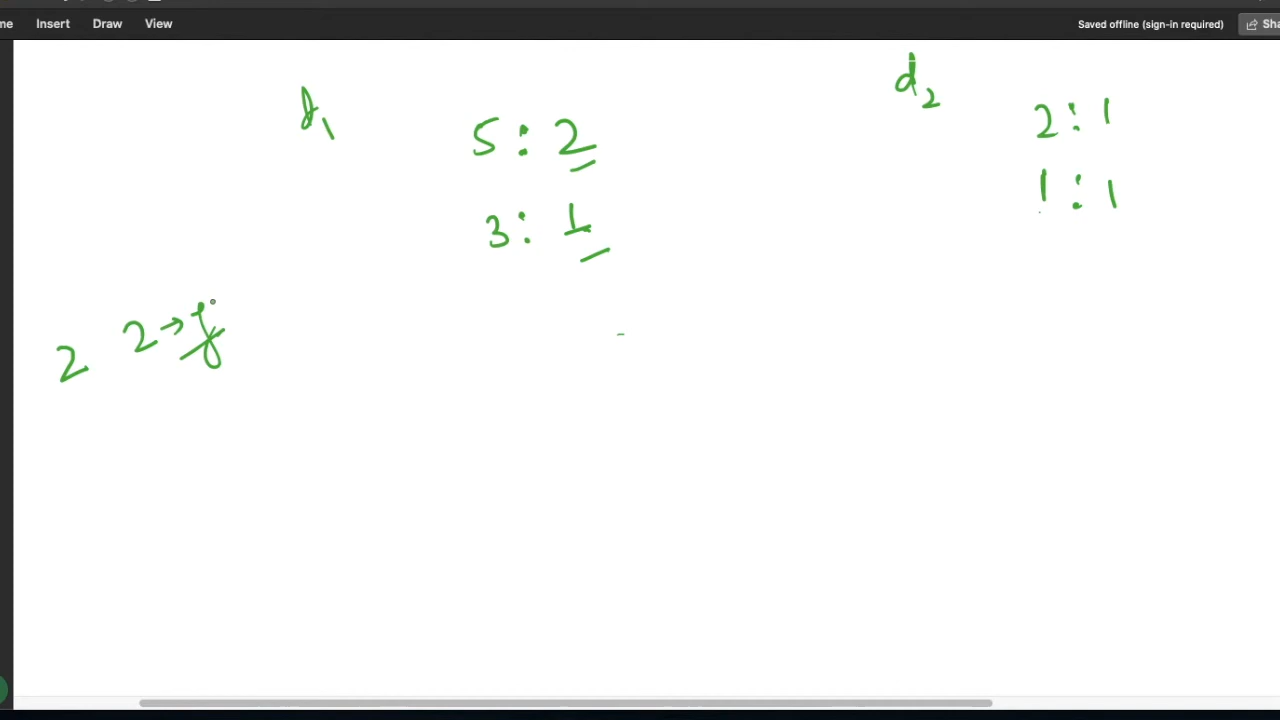 Insert Draw View
Saved offline (sign-in required)
d₁ d₂
5 : 2
2 : 1
3 : 1
1 : 1
2 2 →